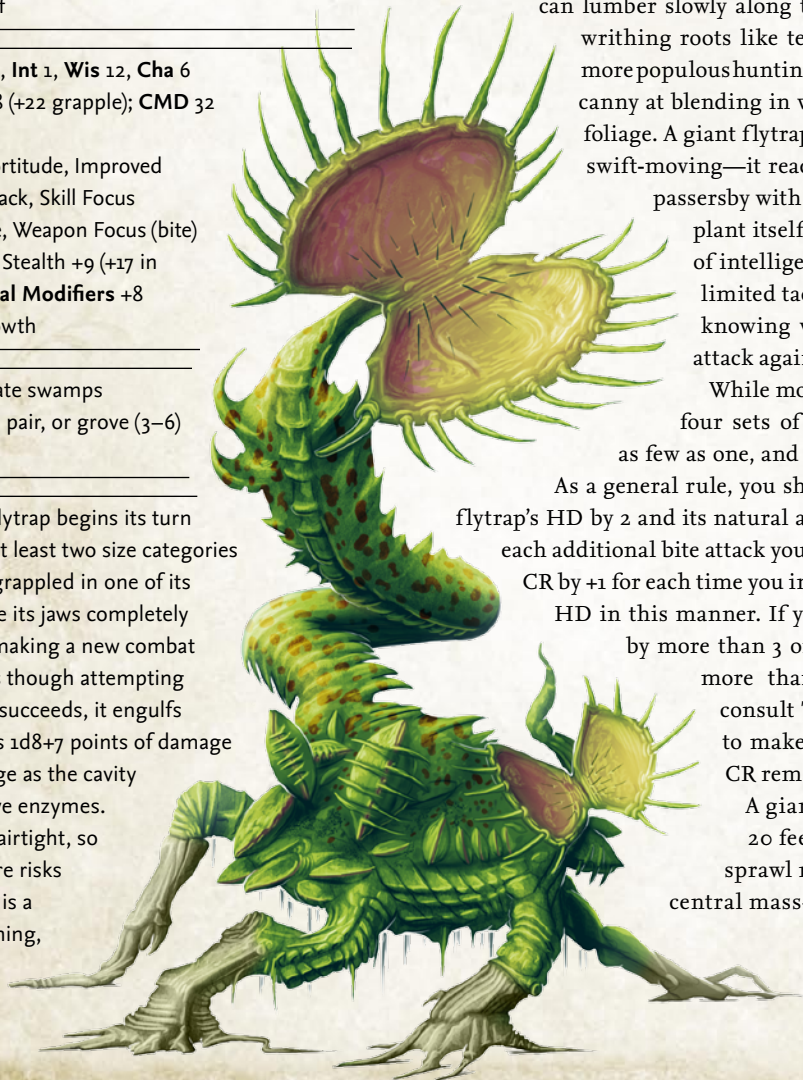 , Int 1, Wis 12, Cha 6
(+22 grapple); CMD 32
ortitude, Improved
ack, Skill Focus
, Weapon Focus (bite)
Stealth +9 (+17 in
al Modifiers +8
owth
ate swamps
pair, or grove (3–6)
lytrap begins its turn
t least two size categories
grappled in one of its
e its jaws completely
making a new combat
though attempting
succeeds, it engulfs
s 1d8+7 points of damage
ge as the cavity
ve enzymes.
airtight, so
re risks
is a
ning,
can lumber slowly along
writhing roots like te
more populous huntin
canny at blending in
foliage. A giant flytrap
swift-moving—it reac
passersby with
plant itself
of intellige
limited tac
knowing
attack again
While mo
four sets of
as few as one, and
As a general rule, you sh
flytrap's HD by 2 and its natural a
each additional bite attack you
CR by +1 for each time you in
HD in this manner. If y
by more than 3 o
more than
consult
to make
CR rem
A gian
20 fee
sprawl 1
central mass